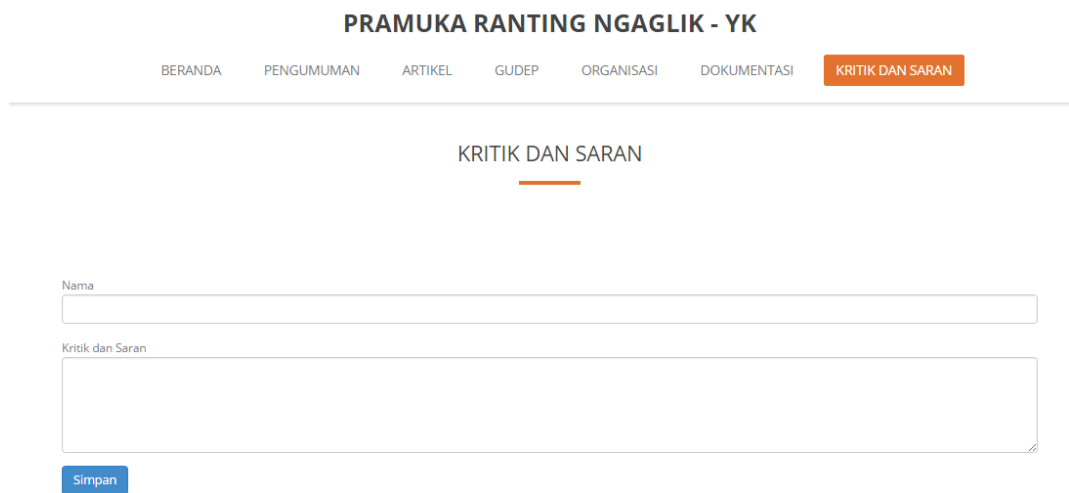 PRAMUKA RANTING NGAGLIK - YK
BERANDA PENGUMUMAN ARTIKEL GUDEP ORGANISASI DOKUMENTASI KRITIK DAN SARAN
KRITIK DAN SARAN
Nama
Kritik dan Saran
Simpan